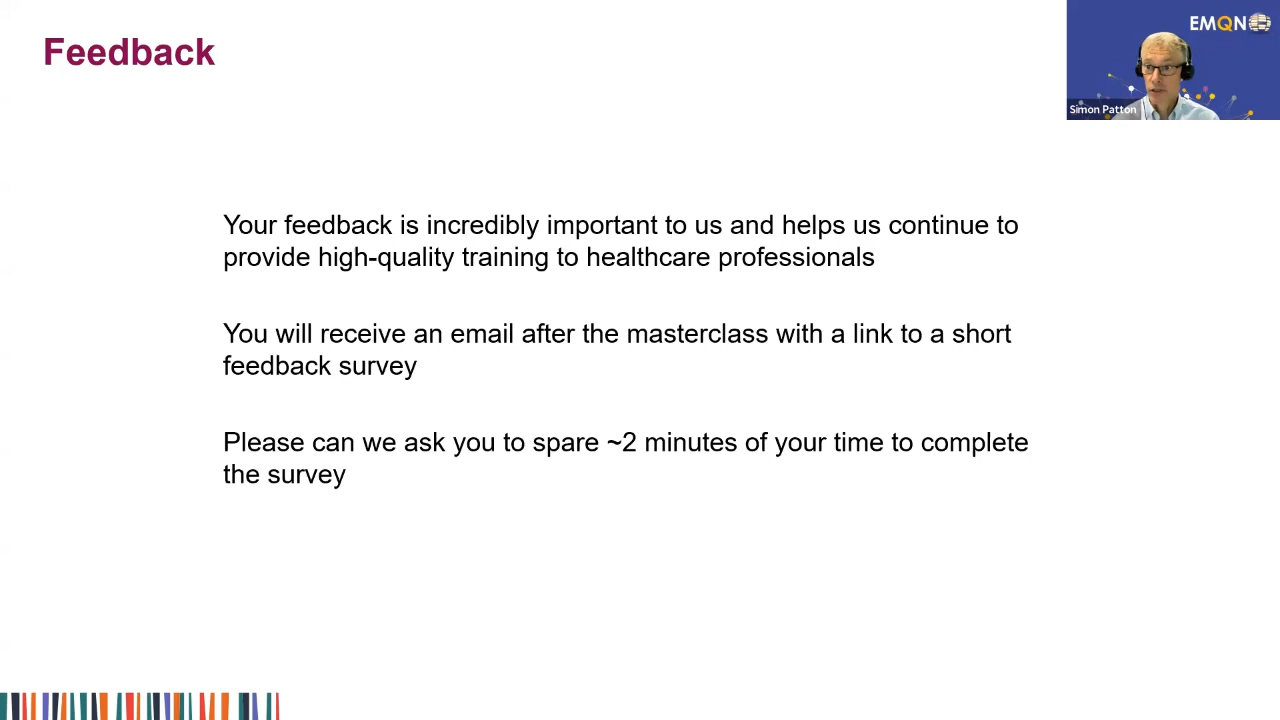 Feedback
EMQN
Simon Patton
Your feedback is incredibly important to us and helps us continue to
provide high-quality training to healthcare professionals
You will receive an email after the masterclass with a link to a short
feedback survey
Please can we ask you to spare ~2 minutes of your time to complete
the survey